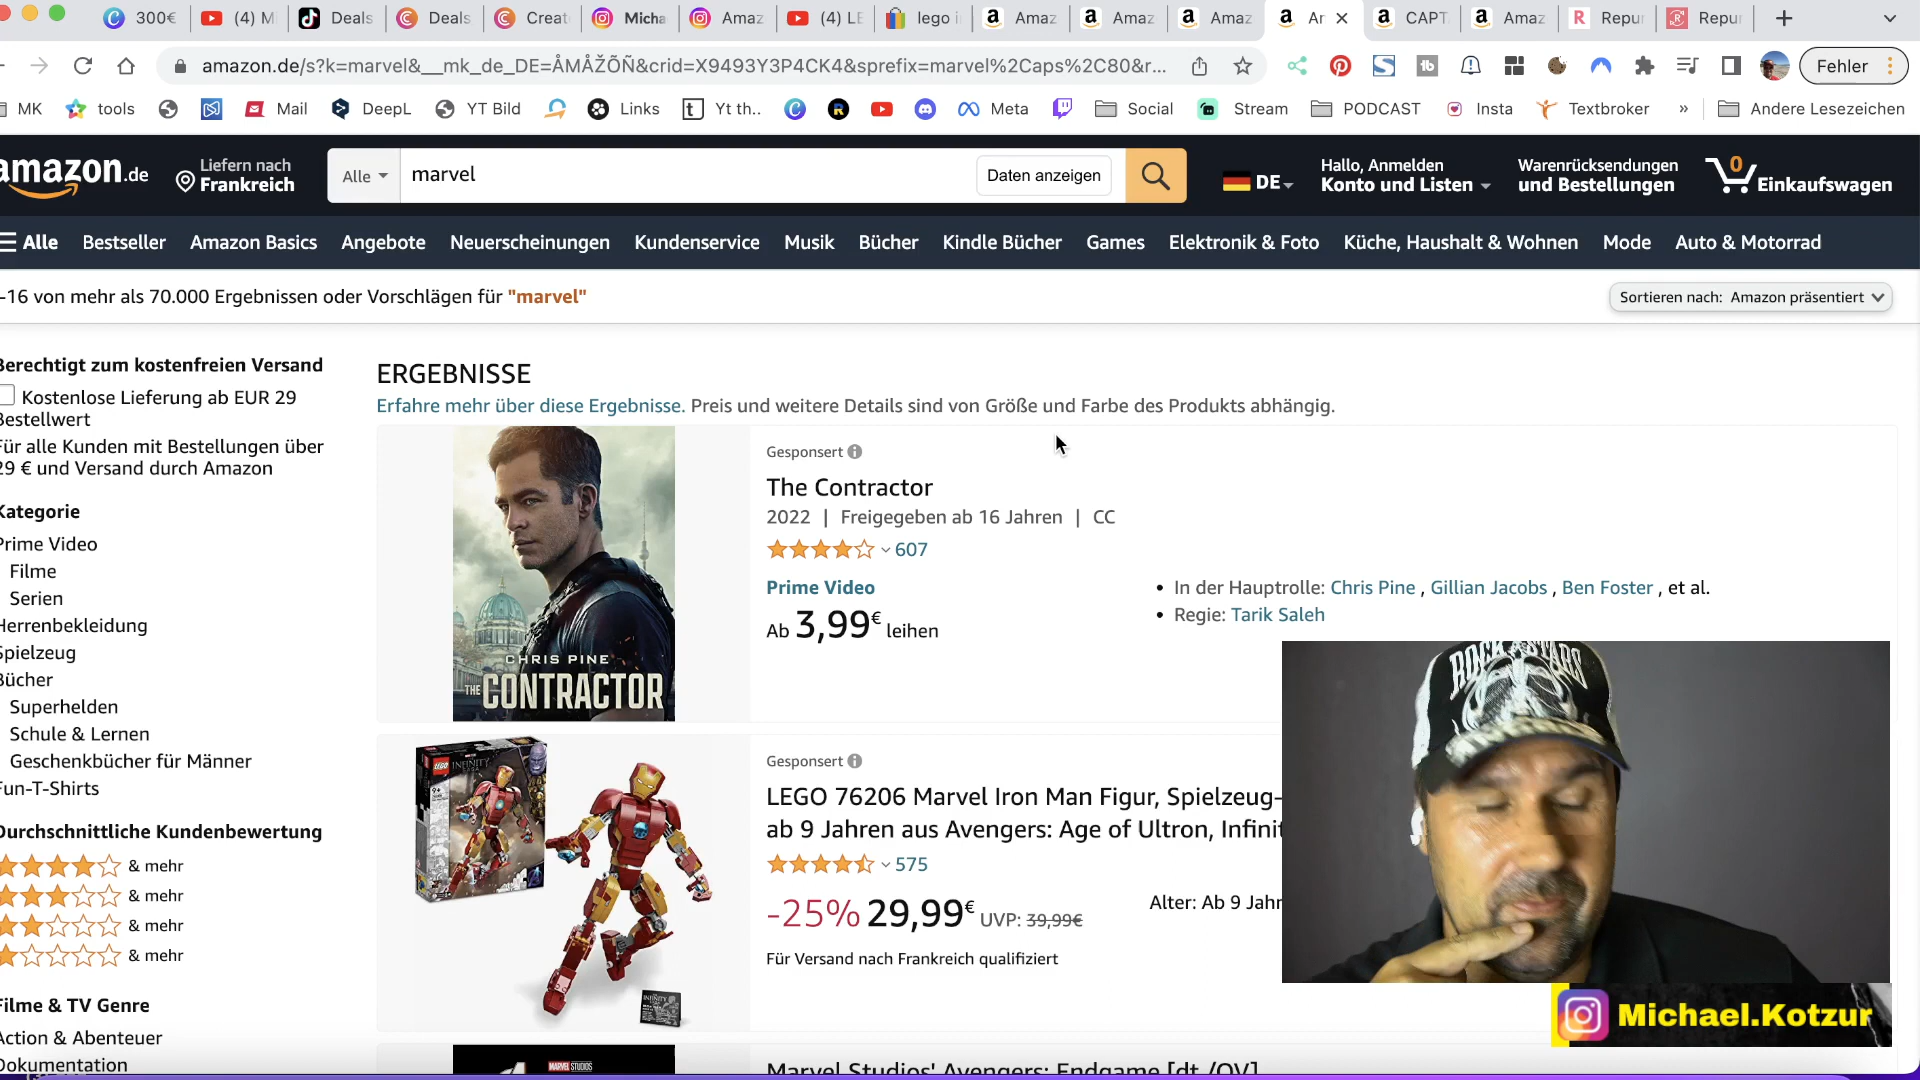 300€
(4) M
Deals
Deals
Creat
Micha
Amaz
(4) LE
lego i
Amaz
Amaz
Amaz
Ar
CAPT
Amaz
Repur
Repur
amazon.de/s?k=marvel&__mk_de_DE=ÅMÅŽÕÑ&crid=X9493Y3P4CK4&sprefix=marvel%2Caps%2C80&r...
Fehler
MK
tools
Mail
DeepL
YT Bild
Links
Yt th..
Meta
Social
Stream
PODCAST
Insta
Textbroker
»
Andere Lesezeichen
amazon.de
Liefern nach
Frankreich
Alle
marvel
Daten anzeigen
DE
Hallo, Anmelden
Konto und Listen
Warenrücksendungen
und Bestellungen
0
Einkaufswagen
Alle
Bestseller
Amazon Basics
Angebote
Neuerscheinungen
Kundenservice
Musik
Bücher
Kindle Bücher
Games
Elektronik & Foto
Küche, Haushalt & Wohnen
Mode
Auto & Motorrad
-16 von mehr als 70.000 Ergebnissen oder Vorschlägen für "marvel"
Sortieren nach: Amazon präsentiert
Berechtigt zum kostenfreien Versand
Kostenlose Lieferung ab EUR 29
Bestellwert
Für alle Kunden mit Bestellungen über
29 € und Versand durch Amazon
Kategorie
Prime Video
Filme
Serien
Herrenbekleidung
Spielzeug
Bücher
Superhelden
Schule & Lernen
Geschenkbücher für Männer
Fun-T-Shirts
Durchschnittliche Kundenbewertung
& mehr
& mehr
& mehr
& mehr
Filme & TV Genre
Action & Abenteuer
Dokumentation
ERGEBNISSE
Erfahre mehr über diese Ergebnisse. Preis und weitere Details sind von Größe und Farbe des Produkts abhängig.
CHRIS PINE
THE CONTRACTOR
Gesponsert
The Contractor
2022 | Freigegeben ab 16 Jahren | CC
607
Prime Video
Ab 3,99€ leihen
• In der Hauptrolle: Chris Pine , Gillian Jacobs , Ben Foster , et al.
• Regie: Tarik Saleh
LEGO
INFINITY
9+
INFINITY
Gesponsert
LEGO 76206 Marvel Iron Man Figur, Spielzeug-
ab 9 Jahren aus Avengers: Age of Ultron, Infinit
575
-25% 29,99€ UVP: 39,99€
Alter: Ab 9 Jahr
Für Versand nach Frankreich qualifiziert
MARVEL STUDIOS
Marvel Studios' Avengers: Endgame [dt./OV]
ROCK STARS
Michael.Kotzur